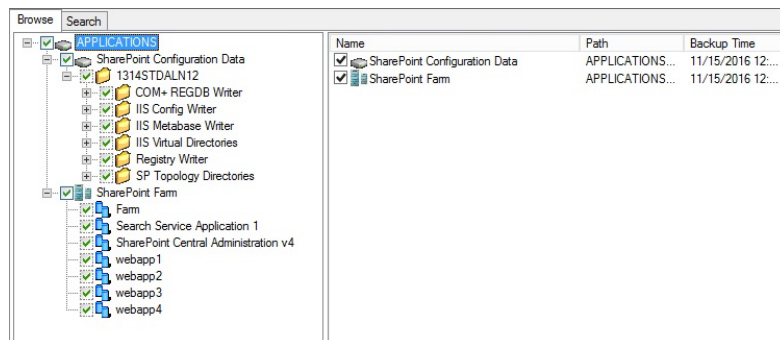 Browse Search
APPLICATIONS
SharePoint Configuration Data
1314STDALN12
COM+ REGDB Writer
IIS Config Writer
IIS Metabase Writer
IIS Virtual Directories
Registry Writer
SP Topology Directories
SharePoint Farm
Farm
Search Service Application 1
SharePoint Central Administration v4
webapp1
webapp2
webapp3
webapp4
Name Path Backup Time
SharePoint Configuration Data APPLICATIONS... 11/15/2016 12:...
SharePoint Farm APPLICATIONS... 11/15/2016 12:...